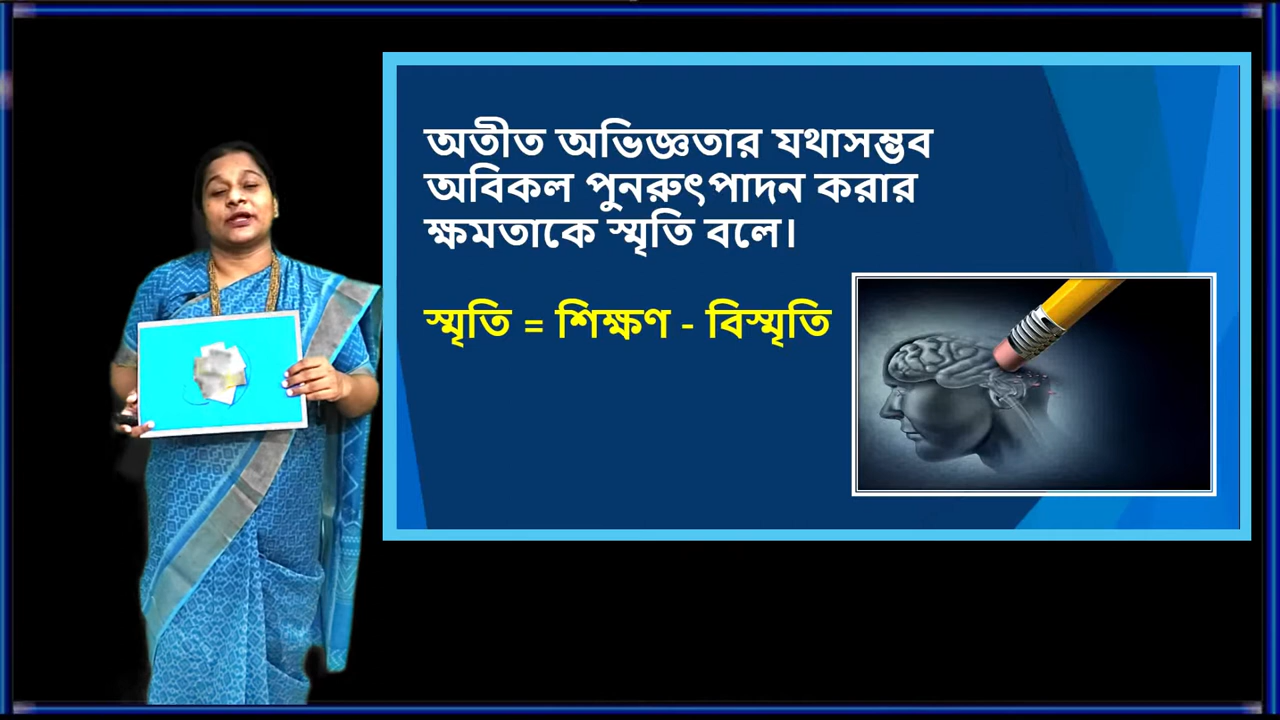 অতীত অভিজ্ঞতার যথাসম্ভব
অবিকল পুনরুৎপাদন করার
ক্ষমতাকে স্মৃতি বলে।
স্মৃতি = শিক্ষণ - বিস্মৃতি